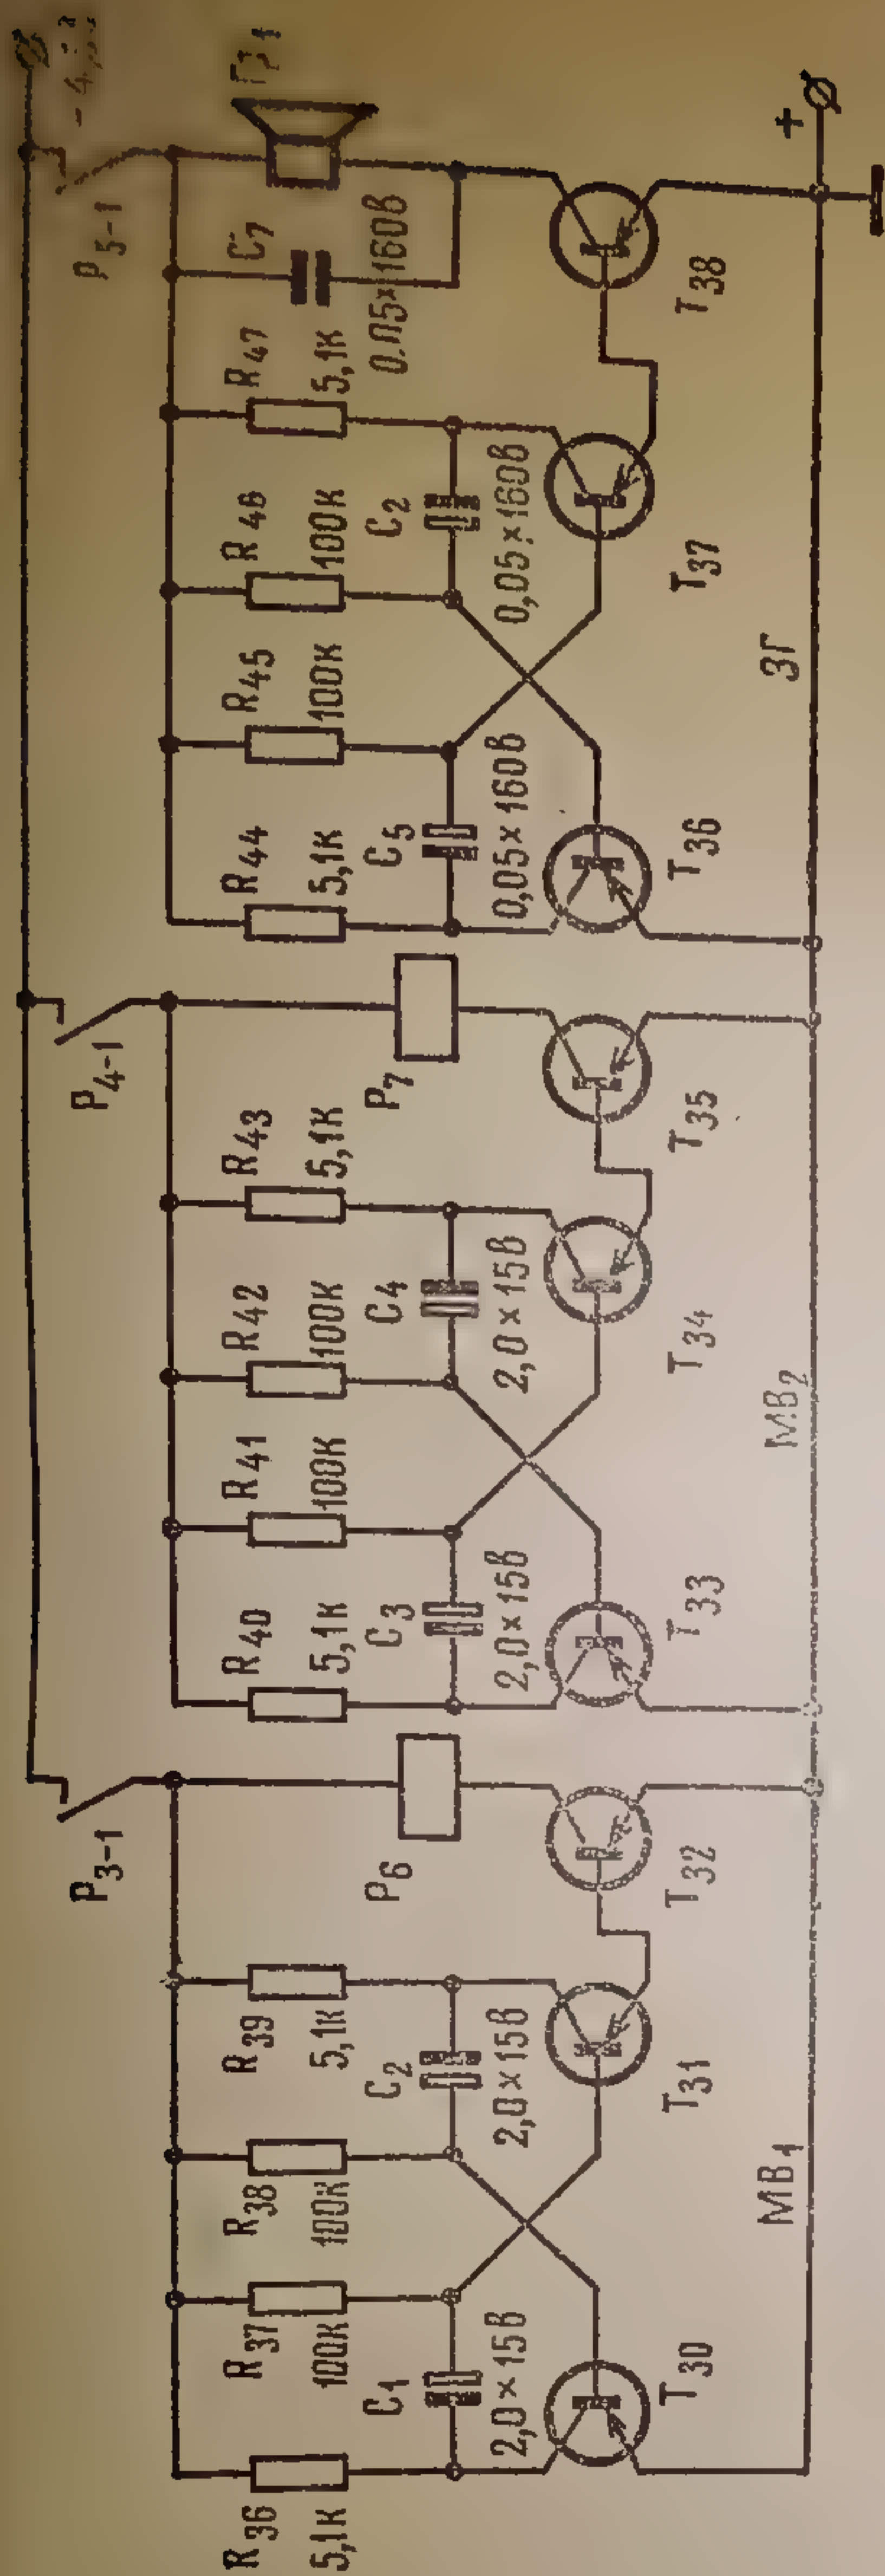 P3-1
P4-1
P5-1
+
R36
5,1К
R37
100К
R38
100К
R39
5,1К
C1
2,0×15В
C2
2,0×15В
P6
T30
T31
T32
МВ1
R40
5,1К
R41
100К
R42
100К
R43
5,1К
C3
2,0×15В
C4
2,0×15В
P7
T33
T34
T35
МВ2
R44
5,1К
R45
100К
R46
100К
R47
5,1К
C5
0,05×160В
C2
0,05×160В
C7
0.05×160В
T36
T37
T38
ЗГ